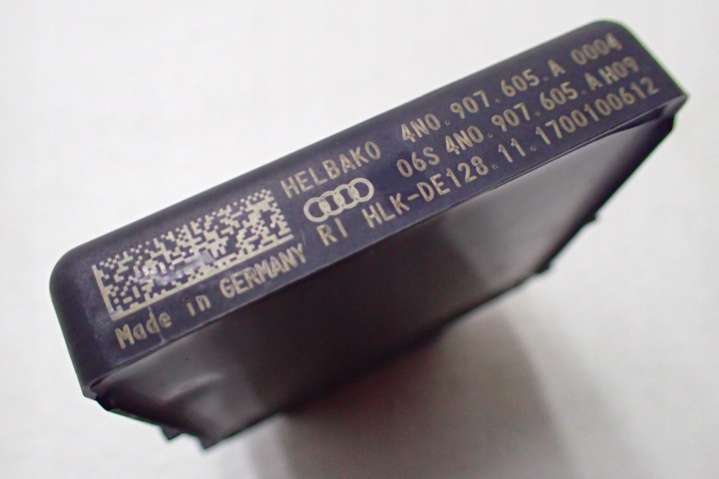 HELBAKO 4N0.907.605.A 0004
06S 4N0.907.605.A H09
RI HLK-DE128.11.1700100612
Made in GERMANY